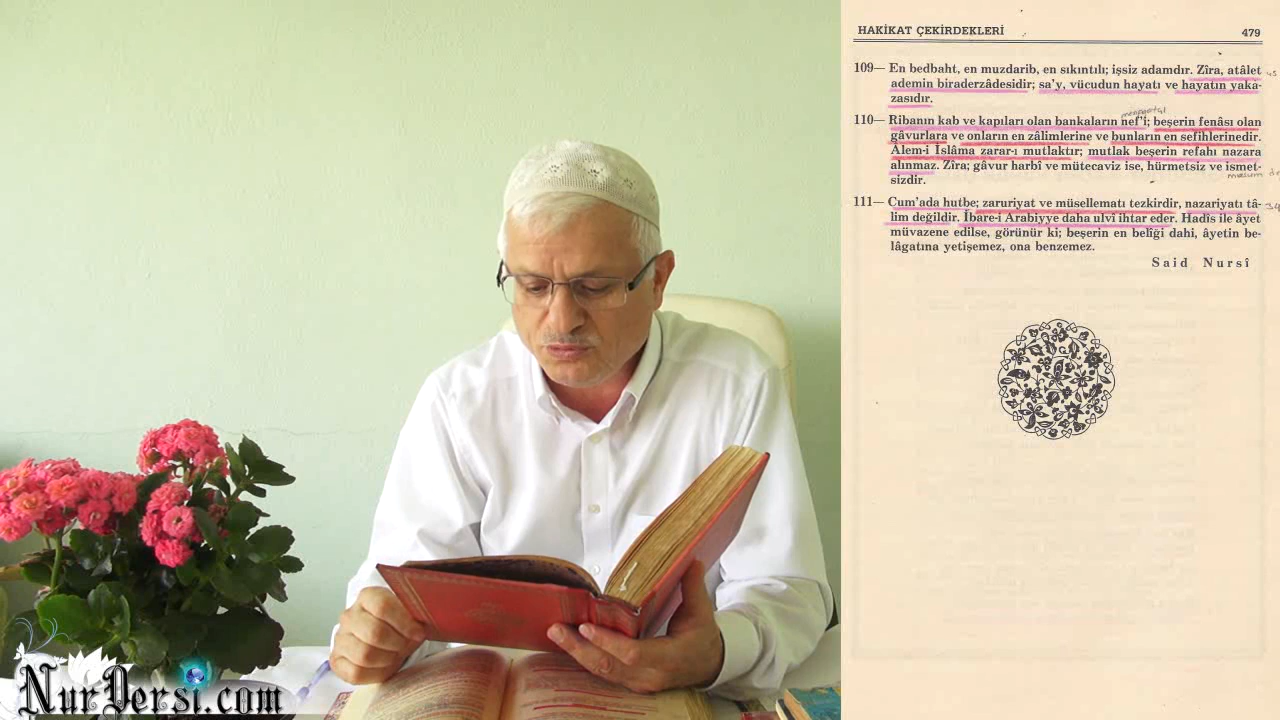 HAKİKAT ÇEKİRDEKLERİ 479
109— En bedbaht, en muzdarib, en sıkıntılı; işsiz adamdır. Zîra, atâlet
ademin biraderzâdesidir; sa'y, vücudun hayatı ve hayatın yaka-
zasıdır.
110— Ribanın kab ve kapıları olan bankaların nef'i; beşerin fenâsı olan
gâvurlara ve onların en zâlimlerine ve bunların en sefihlerinedir.
Âlem-i İslâma zarar-ı mutlaktır; mutlak beşerin refahı nazara
alınmaz. Zîra; gâvur harbî ve mütecaviz ise, hürmetsiz ve ismet-
sizdir.
111— Cum'ada hutbe; zaruriyat ve müsellematı tezkirdir, nazariyatı tâ-
lim değildir. İbare-i Arabiyye daha ulvî ihtar eder. Hadîs ile âyet
müvazene edilse, görünür ki; beşerin en belîği dahi, âyetin be-
lâgatına yetişemez, ona benzemez.
Said Nursî
NurDersi.com